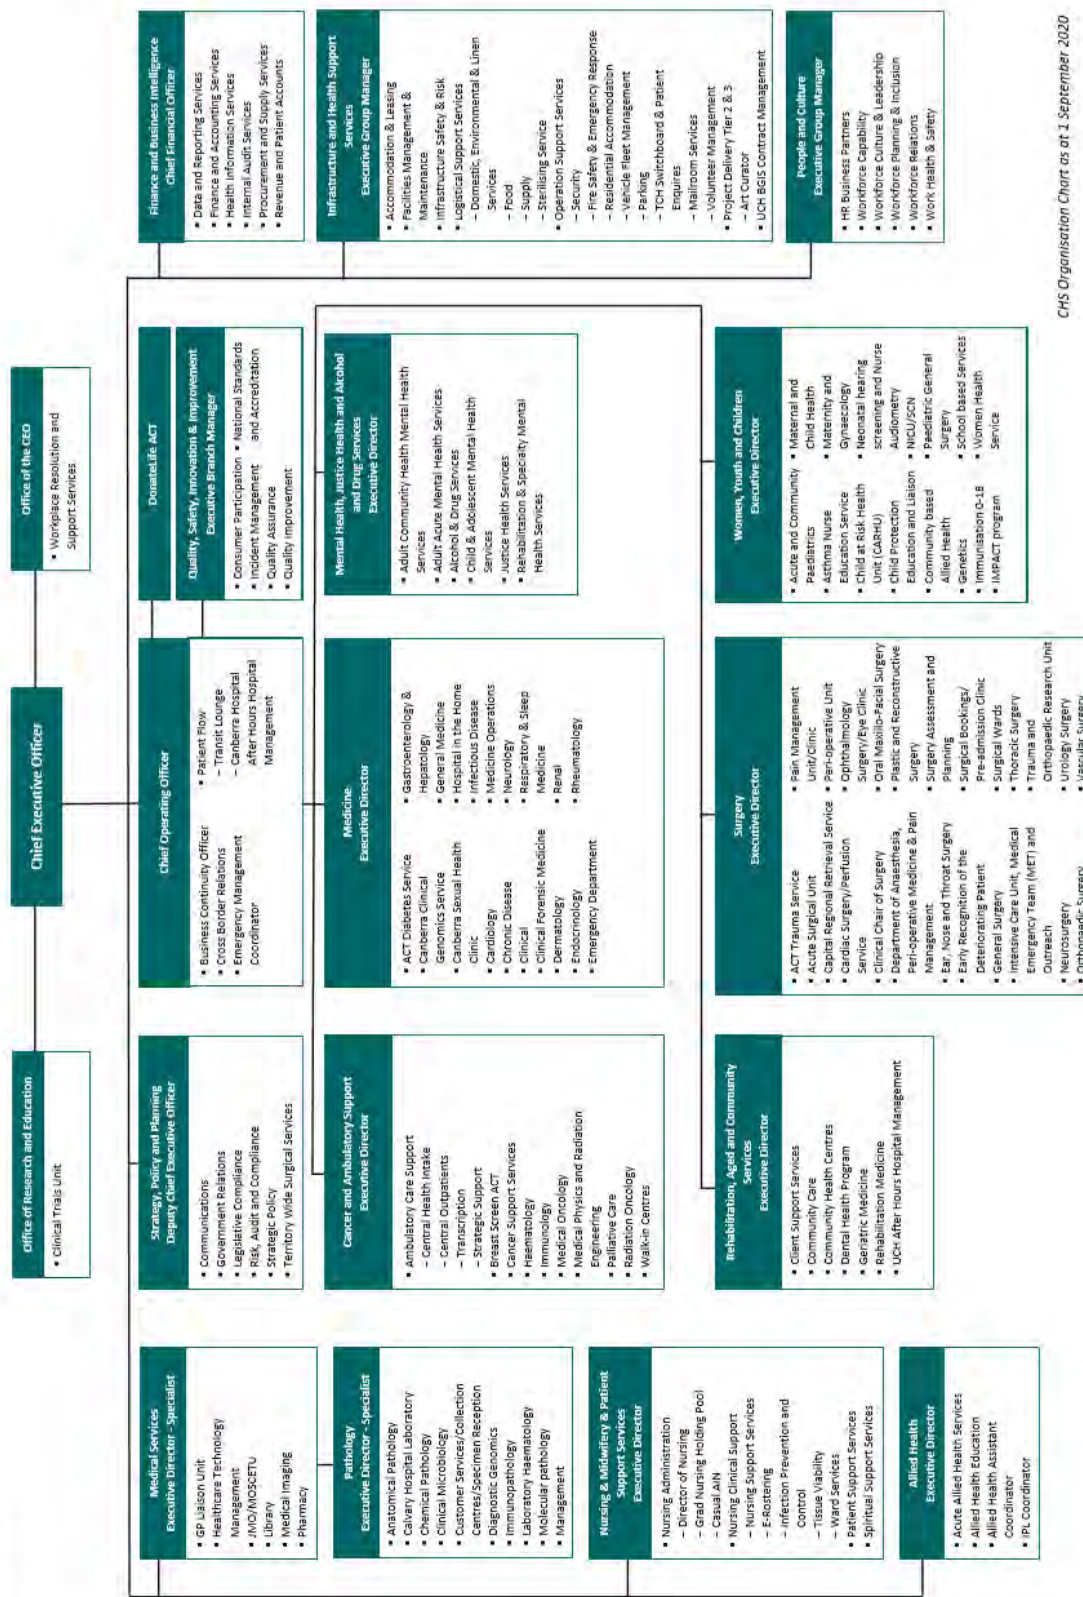 Chief Executive Officer
Office of Research and Education
▪ Clinical Trials Unit
Office of the CEO
▪ Workplace Resolution and
Support Services
Medical Services
Executive Director - Specialist
▪ GP Liaison Unit
▪ Healthcare Technology
Management
▪ JMO/MOSCETU
▪ Library
▪ Medical Imaging
▪ Pharmacy
Strategy, Policy and Planning
Deputy Chief Executive Officer
▪ Communications
▪ Government Relations
▪ Legislative Compliance
▪ Risk, Audit and Compliance
▪ Strategic Policy
▪ Territory Wide Surgical Services
Chief Operating Officer
▪ Business Continuity Officer
▪ Cross Border Relations
▪ Emergency Management
Coordinator
▪ Patient Flow
– Transit Lounge
– Canberra Hospital
After Hours Hospital
Management
DonateLife ACT
Quality, Safety, Innovation & Improvement
Executive Branch Manager
▪ Consumer Participation
▪ Incident Management
▪ Quality Assurance
▪ Quality Improvement
▪ National Standards
and Accreditation
Finance and Business Intelligence
Chief Financial Officer
▪ Data and Reporting Services
▪ Finance and Accounting Services
▪ Health Information Services
▪ Internal Audit Services
▪ Procurement and Supply Services
▪ Revenue and Patient Accounts
Pathology
Executive Director - Specialist
▪ Anatomical Pathology
▪ Calvary Hospital Laboratory
▪ Chemical Pathology
▪ Clinical Microbiology
▪ Customer Services/Collection
Centres/Specimen Reception
▪ Diagnostic Genomics
▪ Immunopathology
▪ Laboratory Haematology
▪ Molecular pathology
▪ Management
Cancer and Ambulatory Support
Executive Director
▪ Ambulatory Care Support
– Central Health Intake
– Central Outpatients
– Transcription
– Strategic Support
▪ Breast Screen ACT
▪ Cancer Support Services
▪ Haematology
▪ Immunology
▪ Medical Oncology
▪ Medical Physics and Radiation
Engineering
▪ Palliative Care
▪ Radiation Oncology
▪ Walk-in Centres
Medicine
Executive Director
▪ ACT Diabetes Service
▪ Canberra Clinical
Genomics Service
▪ Canberra Sexual Health
Clinic
▪ Cardiology
▪ Chronic Disease
▪ Clinical
▪ Clinical Forensic Medicine
▪ Dermatology
▪ Endocrinology
▪ Emergency Department
▪ Gastroenterology &
Hepatology
▪ General Medicine
▪ Hospital in the Home
▪ Infectious Disease
▪ Medicine Operations
▪ Neurology
▪ Respiratory & Sleep
Medicine
▪ Renal
▪ Rheumatology
Mental Health, Justice Health and Alcohol
and Drug Services
Executive Director
▪ Adult Community Health Mental Health
Services
▪ Adult Acute Mental Health Services
▪ Alcohol & Drug Services
▪ Child & Adolescent Mental Health
Services
▪ Justice Health Services
▪ Rehabilitation & Specialty Mental
Health Services
Infrastructure and Health Support
Services
Executive Group Manager
▪ Accommodation & Leasing
▪ Facilities Management &
Maintenance
▪ Infrastructure Safety & Risk
▪ Logistical Support Services
– Domestic, Environmental & Linen
Services
– Food
– Supply
– Sterilising Service
▪ Operation Support Services
– Security
– Fire Safety & Emergency Response
– Residential Accommodation
– Vehicle Fleet Management
– Parking
– TCH Switchboard & Patient
Enquires
– Mailroom Services
– Volunteer Management
▪ Project Delivery Tier 2 & 3
– Art Curator
▪ UCH BGIS Contract Management
Nursing & Midwifery & Patient
Support Services
Executive Director
▪ Nursing Administration
– Director of Nursing
– Grad Nursing Holding Pool
– Casual AIN
▪ Nursing Clinical Support
– Nursing Support Services
– E-Rostering
– Infection Prevention and
Control
– Tissue Viability
– Ward Services
▪ Patient Support Services
▪ Spiritual Support Services
Rehabilitation, Aged and Community
Services
Executive Director
▪ Client Support Services
▪ Community Care
▪ Community Health Centres
▪ Dental Health Program
▪ Geriatric Medicine
▪ Rehabilitation Medicine
▪ UCH After Hours Hospital Management
Surgery
Executive Director
▪ ACT Trauma Service
▪ Acute Surgical Unit
▪ Capital Regional Retrieval Service
▪ Cardiac Surgery/Perfusion
Service
▪ Clinical Chair of Surgery
▪ Department of Anaesthesia,
Peri-operative Medicine & Pain
Management
▪ Ear, Nose and Throat Surgery
▪ Early Recognition of the
Deteriorating Patient
▪ General Surgery
▪ Intensive Care Unit, Medical
Emergency Team (MET) and
Outreach
▪ Neurosurgery
▪ Orthopaedic Surgery
▪ Pain Management
Unit/Clinic
▪ Peri-operative Unit
▪ Ophthalmology
Surgery/Eye Clinic
▪ Oral Maxillo-Facial Surgery
▪ Plastic and Reconstructive
Surgery
▪ Surgery Assessment and
Planning
▪ Surgical Bookings/
Pre-admission Clinic
▪ Surgical Wards
▪ Thoracic Surgery
▪ Trauma and
Orthopaedic Research Unit
▪ Urology Surgery
▪ Vascular Surgery
Women, Youth and Children
Executive Director
▪ Acute and Community
Paediatrics
▪ Asthma Nurse
Education Service
▪ Child at Risk Health
Unit (CARHU)
▪ Child Protection
Education and Liaison
▪ Community based
Allied Health
▪ Genetics
▪ Immunisation 0-18
▪ IMPACT program
▪ Maternal and
Child Health
▪ Maternity and
Gynaecology
▪ Neonatal hearing
screening and Nurse
Audiometry
▪ NICU/SCN
▪ Paediatric General
Surgery
▪ School based Services
▪ Women Health
Service
People and Culture
Executive Group Manager
▪ HR Business Partners
▪ Workforce Capability
▪ Workforce Culture & Leadership
▪ Workforce Planning & Inclusion
▪ Workforce Relations
▪ Work Health & Safety
Allied Health
Executive Director
▪ Acute Allied Health Services
▪ Allied Health Education
▪ Allied Health Assistant
Coordinator
▪ IPL Coordinator
CHS Organisation Chart as at 1 September 2020